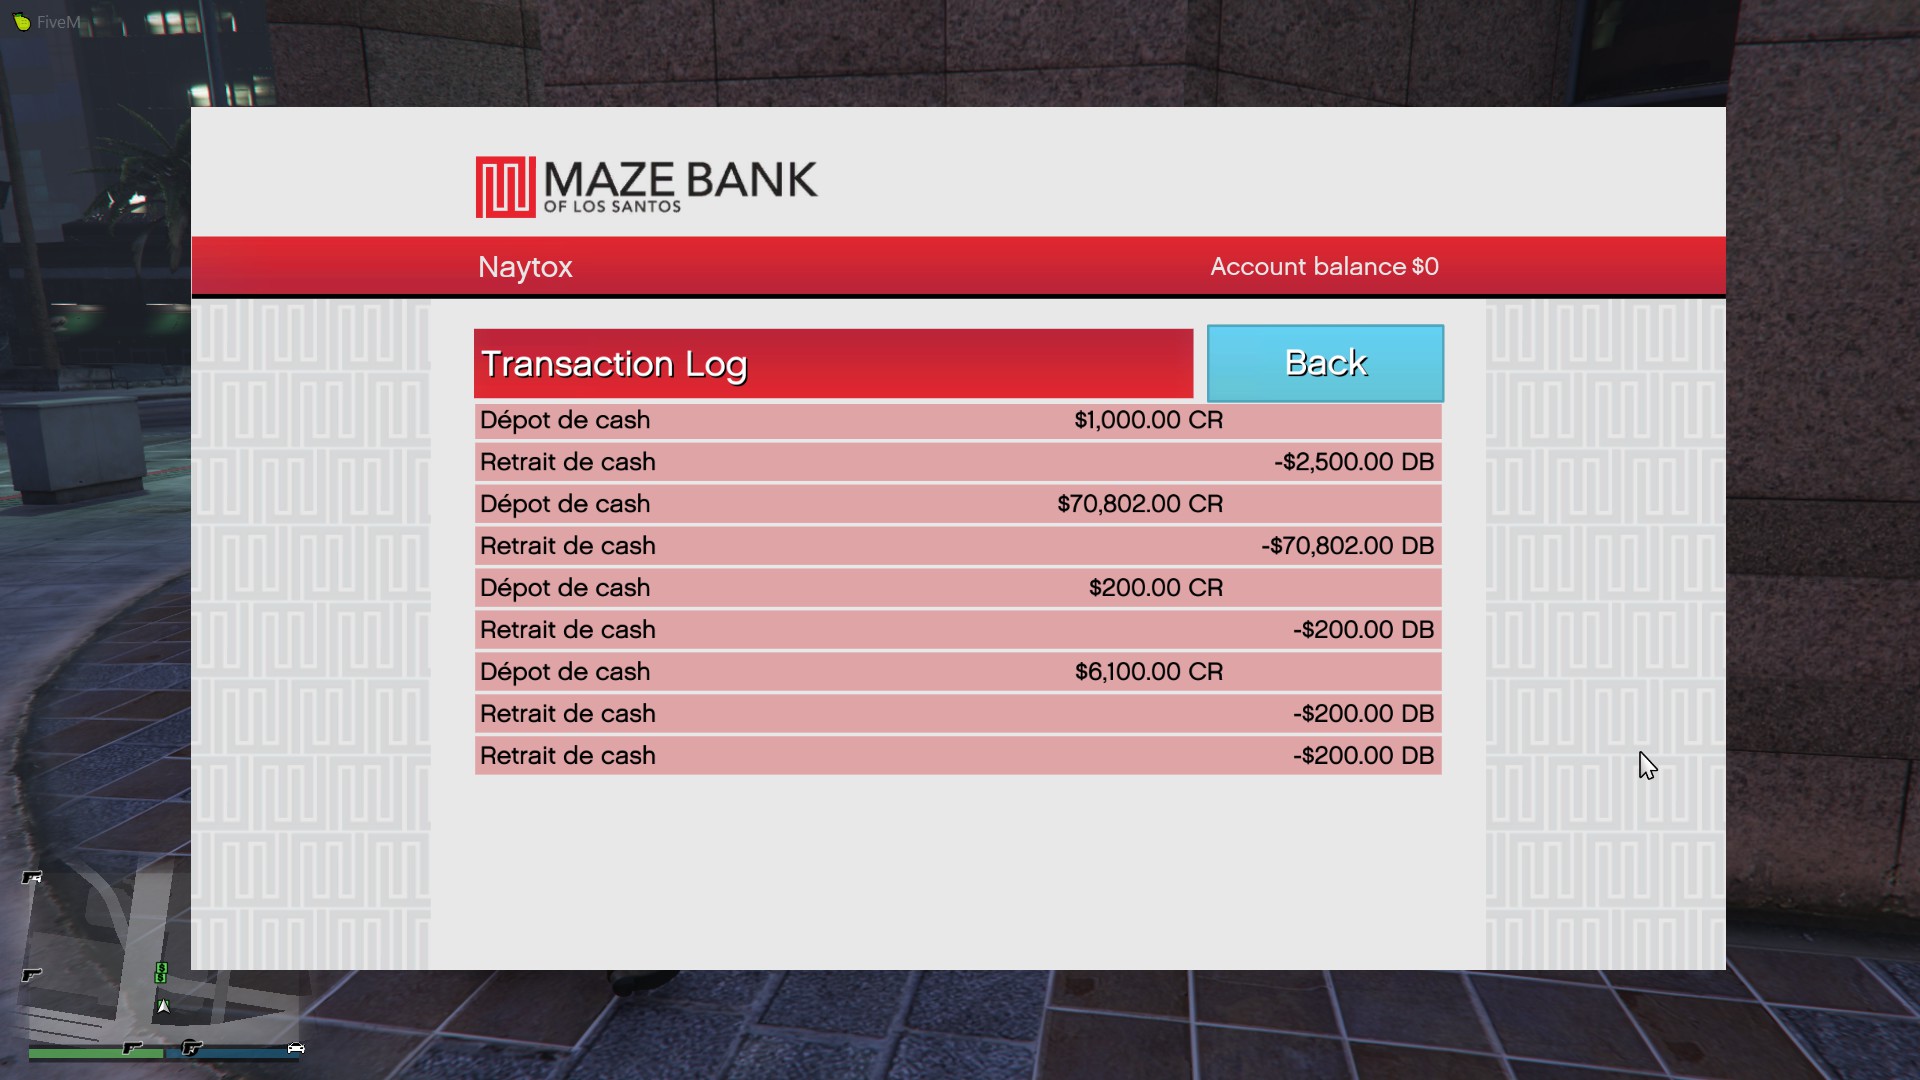 FiveM
MAZE BANK
OF LOS SANTOS
Naytox
Account balance $0
Transaction Log
Back
Dépot de cash $1,000.00 CR
Retrait de cash -$2,500.00 DB
Dépot de cash $70,802.00 CR
Retrait de cash -$70,802.00 DB
Dépot de cash $200.00 CR
Retrait de cash -$200.00 DB
Dépot de cash $6,100.00 CR
Retrait de cash -$200.00 DB
Retrait de cash -$200.00 DB